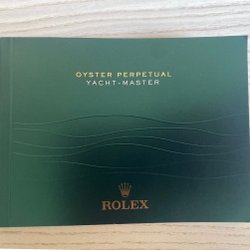 OYSTER PERPETUAL
YACHT-MASTER
ROLEX